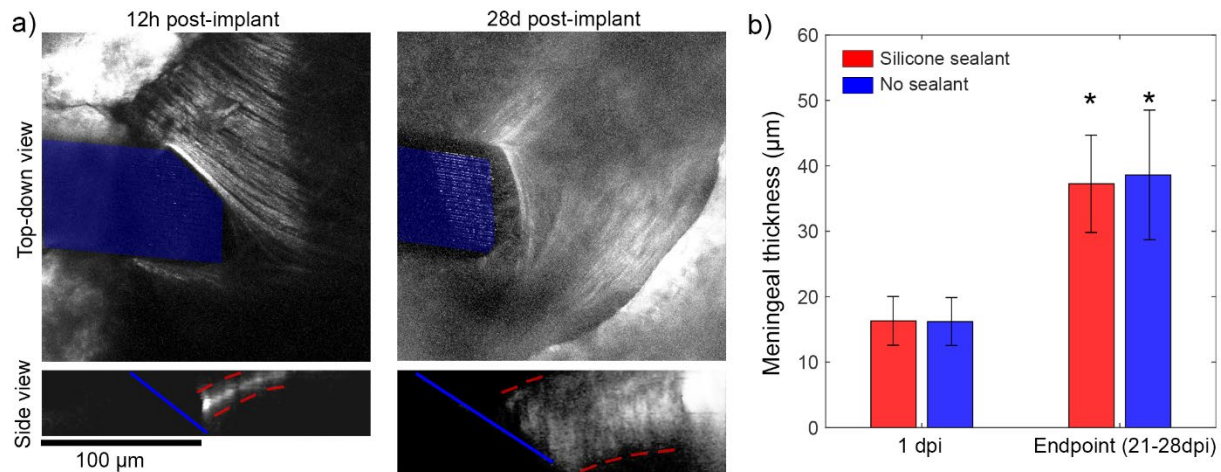 a)
12h post-implant
28d post-implant
Top-down view
Side view
100 µm
b)
Meningeal thickness (µm)
60
50
40
30
20
10
0
Silicone sealant
No sealant
*
*
1 dpi
Endpoint (21-28dpi)